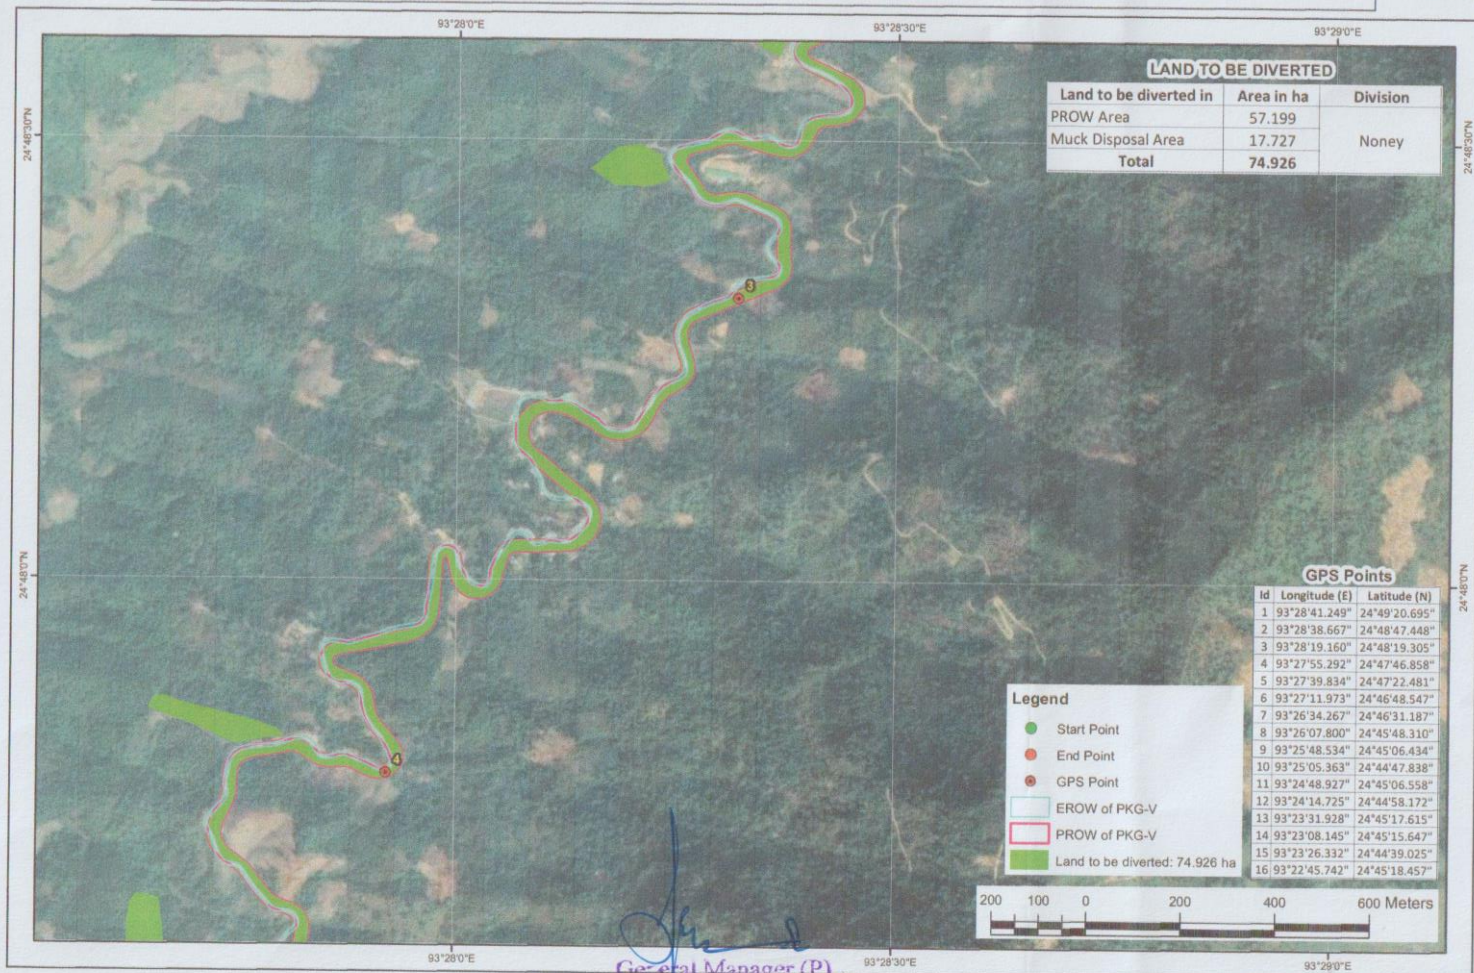 93°28'0"E
93°28'30"E
93°29'0"E
24°48'30"N
24°48'30"N
LAND TO BE DIVERTED
Land to be diverted in Area in ha Division
PROW Area 57.199
Noney
Muck Disposal Area 17.727
Total 74.926
3
24°48'0"N
24°48'0"N
4
GPS Points
Id Longitude (E) Latitude (N)
1 93°28'41.249" 24°49'20.695"
2 93°28'38.667" 24°48'47.448"
3 93°28'19.160" 24°48'19.305"
4 93°27'55.292" 24°47'46.858"
5 93°27'39.834" 24°47'22.481"
6 93°27'11.973" 24°46'48.547"
7 93°26'34.267" 24°46'31.187"
8 93°26'07.800" 24°45'48.310"
9 93°25'48.534" 24°45'06.434"
10 93°25'05.363" 24°44'47.838"
11 93°24'48.927" 24°45'06.558"
12 93°24'14.725" 24°44'58.172"
13 93°23'31.928" 24°45'17.615"
14 93°23'08.145" 24°45'15.647"
15 93°23'26.332" 24°44'39.025"
16 93°22'45.742" 24°45'18.457"
Legend
Start Point
End Point
GPS Point
EROW of PKG-V
PROW of PKG-V
Land to be diverted: 74.926 ha
200 100 0 200 400 600 Meters
General Manager (P)
93°28'0"E
93°28'30"E
93°29'0"E